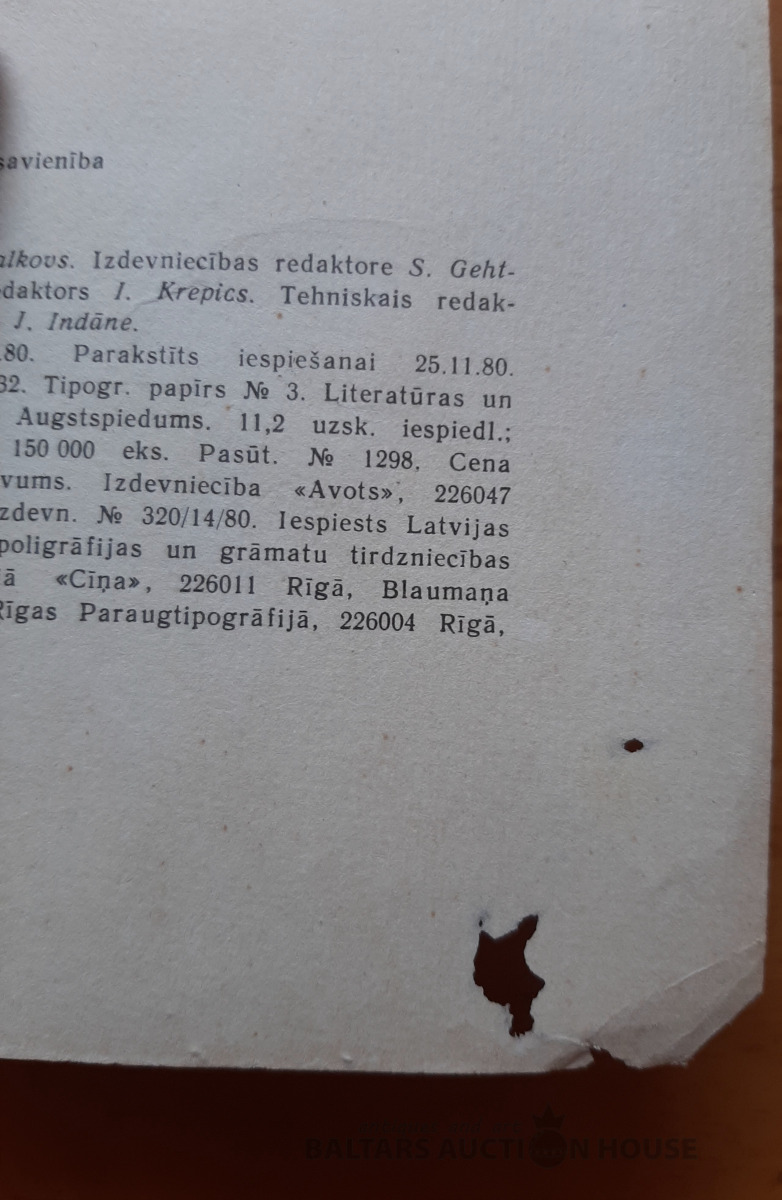 savienība
alkovs. Izdevniecības redaktore S. Geht-
daktors I. Krepics. Tehniskais redak-
J. Indāne.
.80. Parakstīts iespiešanai 25.11.80.
32. Tipogr. papīrs № 3. Literatūras un
Augstspiedums. 11,2 uzsk. iespiedl.;
150 000 eks. Pasūt. № 1298. Cena
vums. Izdevniecība «Avots», 226047
zdevn. № 320/14/80. Iespiests Latvijas
poligrāfijas un grāmatu tirdzniecības
ā «Cīņa», 226011 Rīgā, Blaumaņa
Rīgas Paraugtipogrāfijā, 226004 Rīgā,
BALTARS AUCTION HOUSE